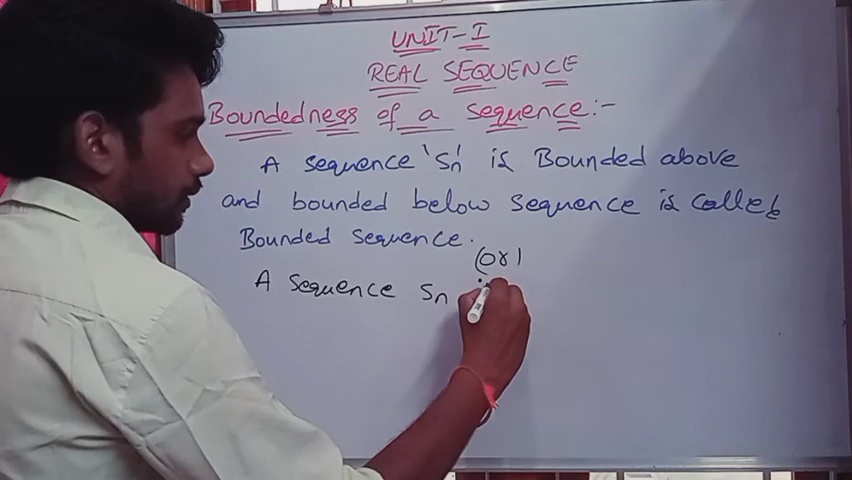 UNIT-I
REAL SEQUENCE
Boundedness of a sequence:-
A sequence 'Sn' is Bounded above
and bounded below sequence is called
Bounded sequence.
(or)
A sequence Sn